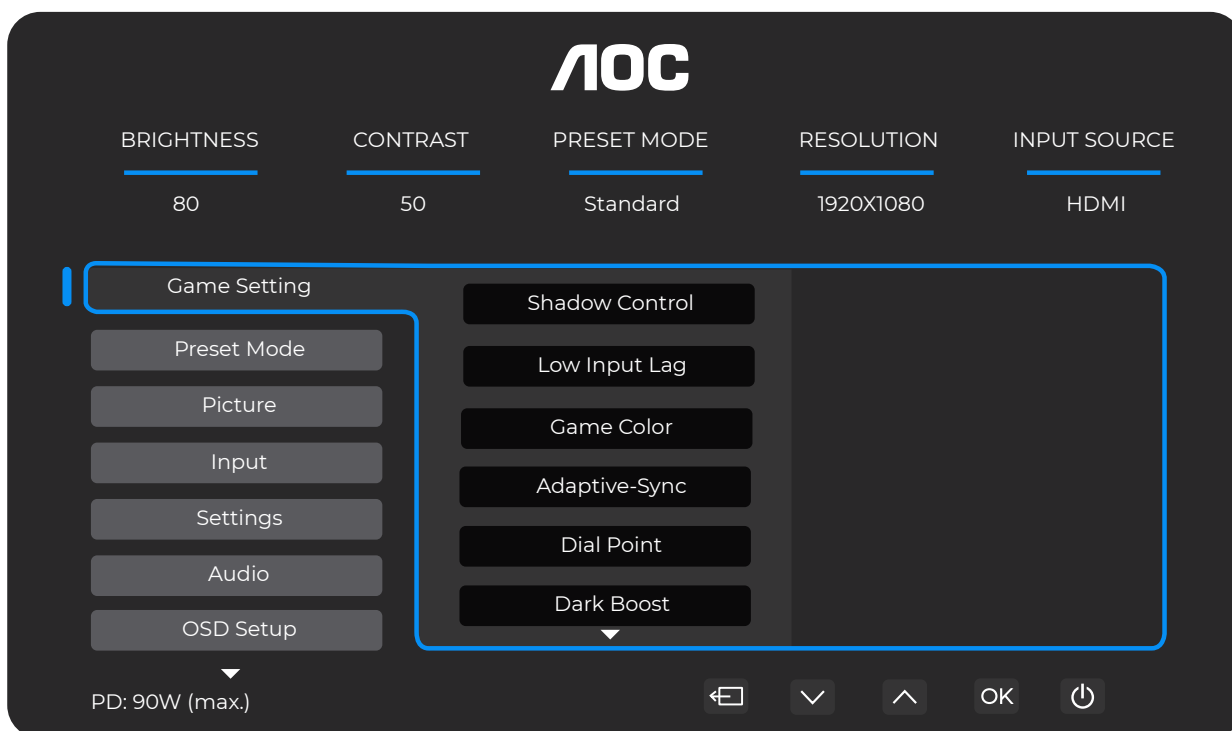 AOC
BRIGHTNESS CONTRAST PRESET MODE RESOLUTION INPUT SOURCE
80 50 Standard 1920X1080 HDMI
Game Setting
Preset Mode
Picture
Input
Settings
Audio
OSD Setup
Shadow Control
Low Input Lag
Game Color
Adaptive-Sync
Dial Point
Dark Boost
PD: 90W (max.)
OK